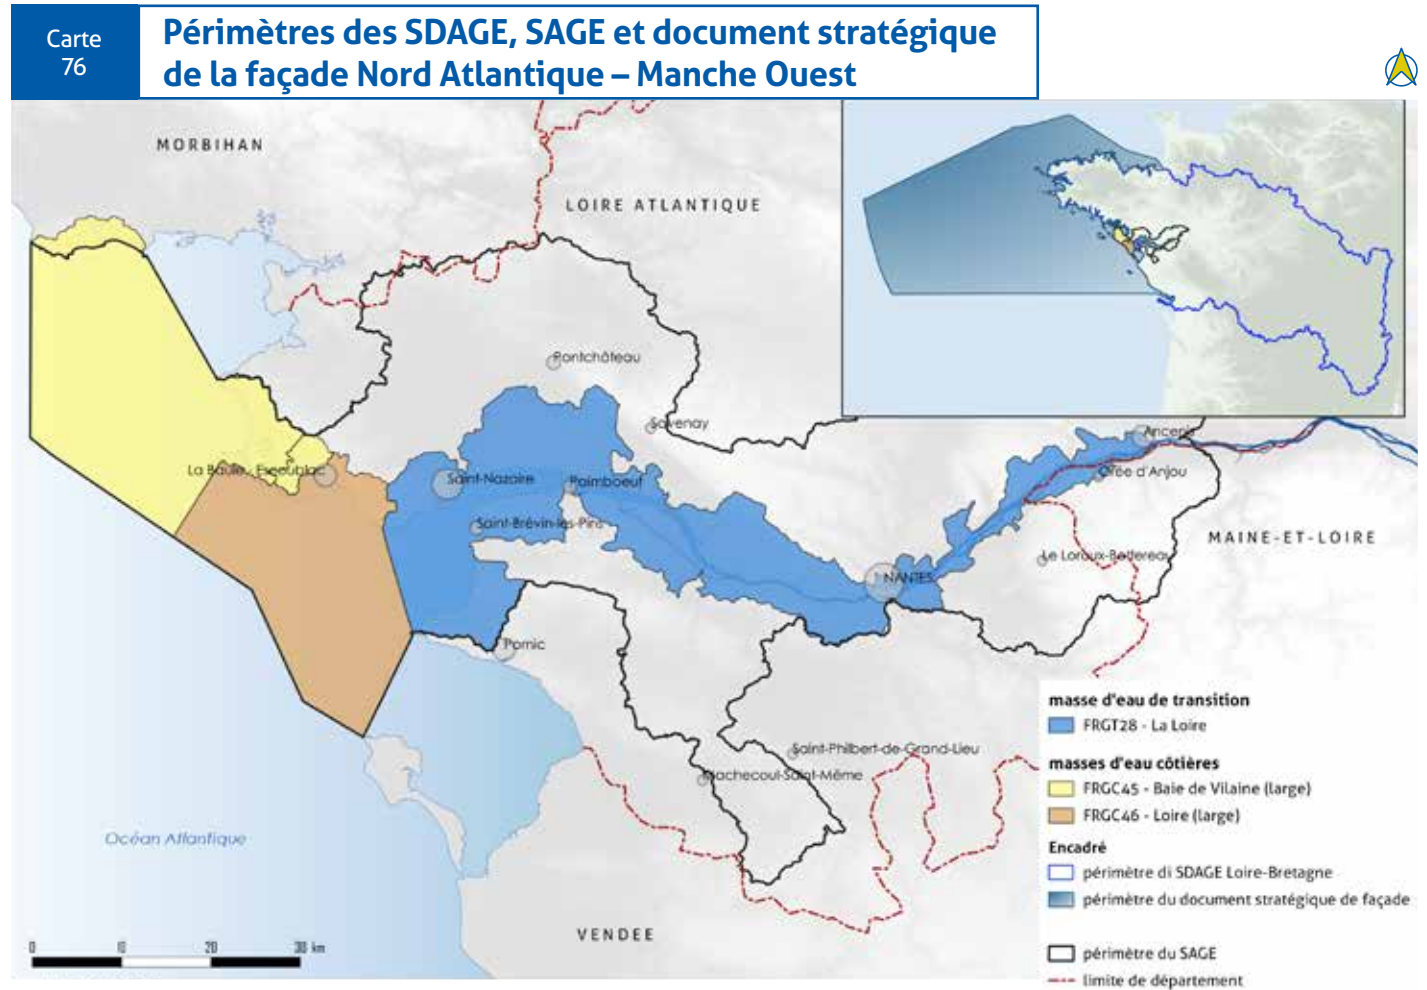 Carte
76
Périmètres des SDAGE, SAGE et document stratégique
de la façade Nord Atlantique – Manche Ouest
MORBIHAN
LOIRE ATLANTIQUE
Pontchâteau
Savenay
Ancenis
La Baule-Escoublac
Saint-Nazaire
Paimboeuf
Orée d'Anjou
Saint-Brévin-les-Pins
MAINE-ET-LOIRE
Le Loroux-Bottereau
NANTES
Pornic
Saint-Philbert-de-Grand-Lieu
Machecoul-Saint-Même
Océan Atlantique
VENDEE
0 10 20 30 km
masse d'eau de transition
FRGT28 - La Loire
masses d'eau côtières
FRGC45 - Baie de Vilaine (large)
FRGC46 - Loire (large)
Encadré
périmètre di SDAGE Loire-Bretagne
périmètre du document stratégique de façade
périmètre du SAGE
limite de département